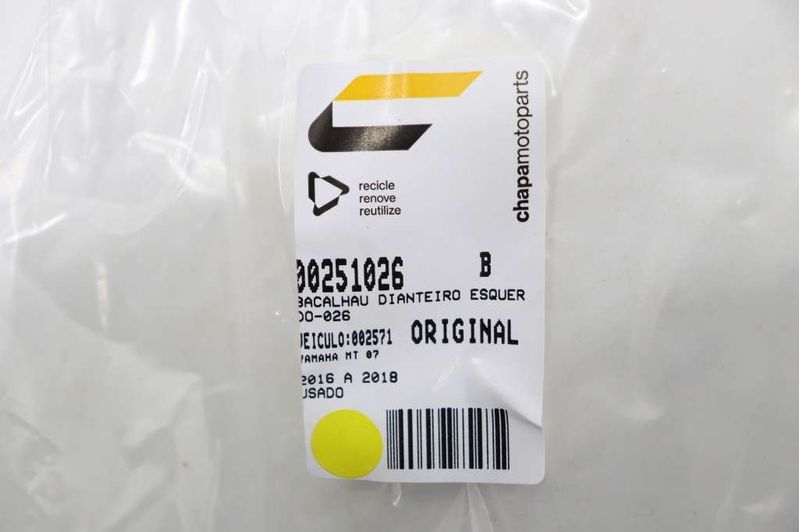 recicle
renove
reutilize
chapamotoparts
00251026 B
BACALHAU DIANTEIRO ESQUER
DO-026
VEICULO:002571 ORIGINAL
YAMAHA MT 07
2016 A 2018
USADO